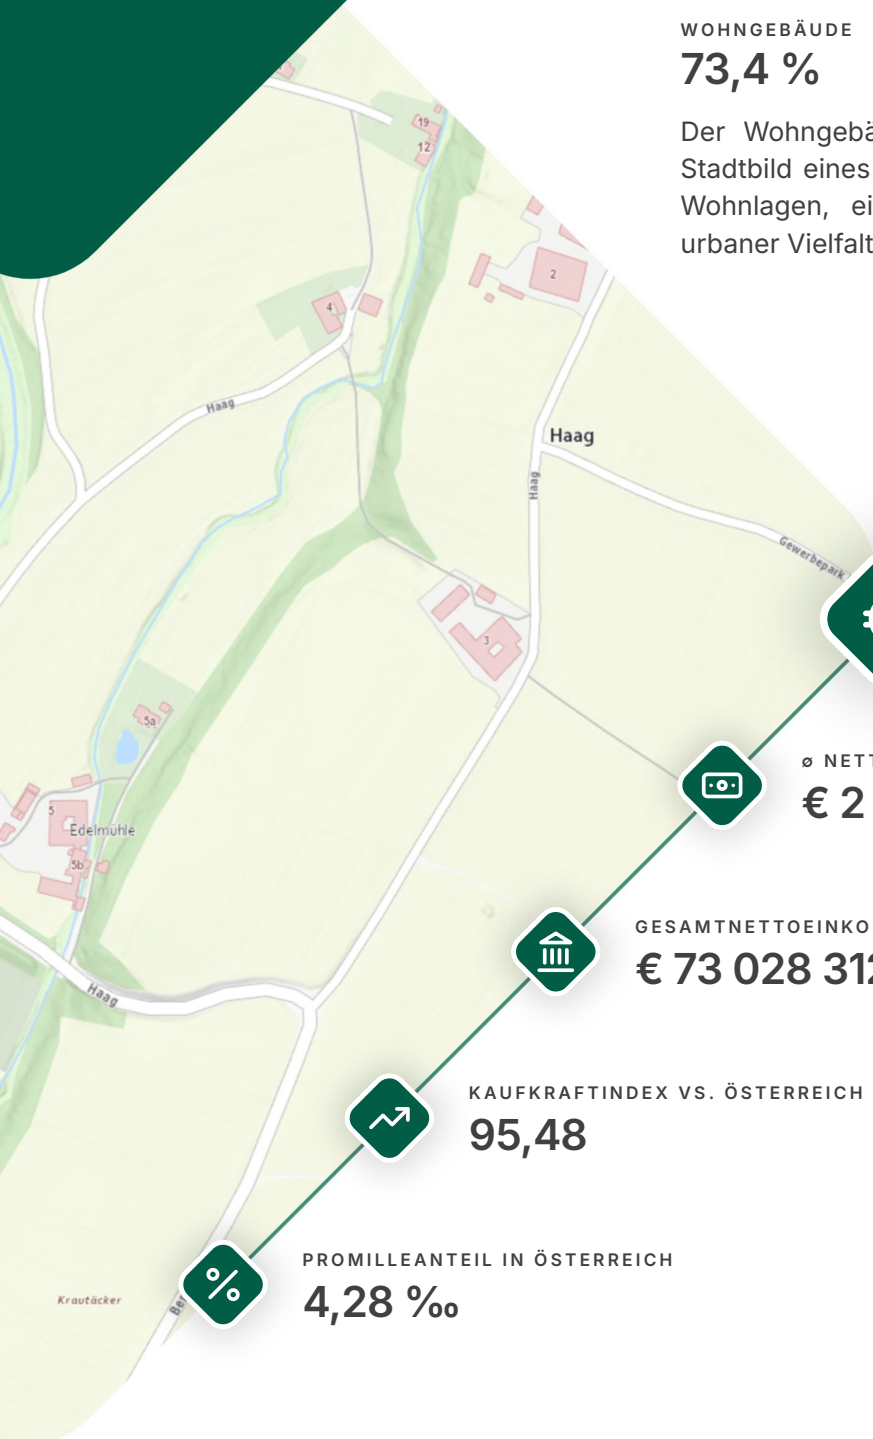 WOHNGEBÄUDE
73,4 %
Der Wohngebä
Stadtbild eines
Wohnlagen, ei
urbaner Vielfalt
19
12
2
4
Haag
Haag
Haag
Gewerbepark
3
5a
ø NETT
€ 2
5
Edelmühle
5b
GESAMTNETTOEINKO
€ 73 028 312
Haag
KAUFKRAFTINDEX VS. ÖSTERREICH
95,48
PROMILLEANTEIL IN ÖSTERREICH
4,28 ‰
Krautäcker